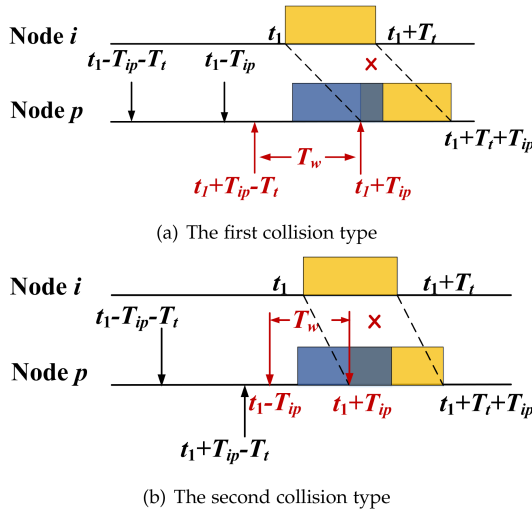 Node i
t₁
t₁+Tₜ
t₁-Tᵢₚ-Tₜ
t₁-Tᵢₚ
×
Node p
t₁+Tₜ+Tᵢₚ
T_w
t₁+Tᵢₚ-Tₜ
t₁+Tᵢₚ
(a) The first collision type
Node i
t₁
t₁+Tₜ
t₁-Tᵢₚ-Tₜ
T_w
×
Node p
t₁-Tᵢₚ
t₁+Tᵢₚ
t₁+Tₜ+Tᵢₚ
t₁+Tᵢₚ-Tₜ
(b) The second collision type